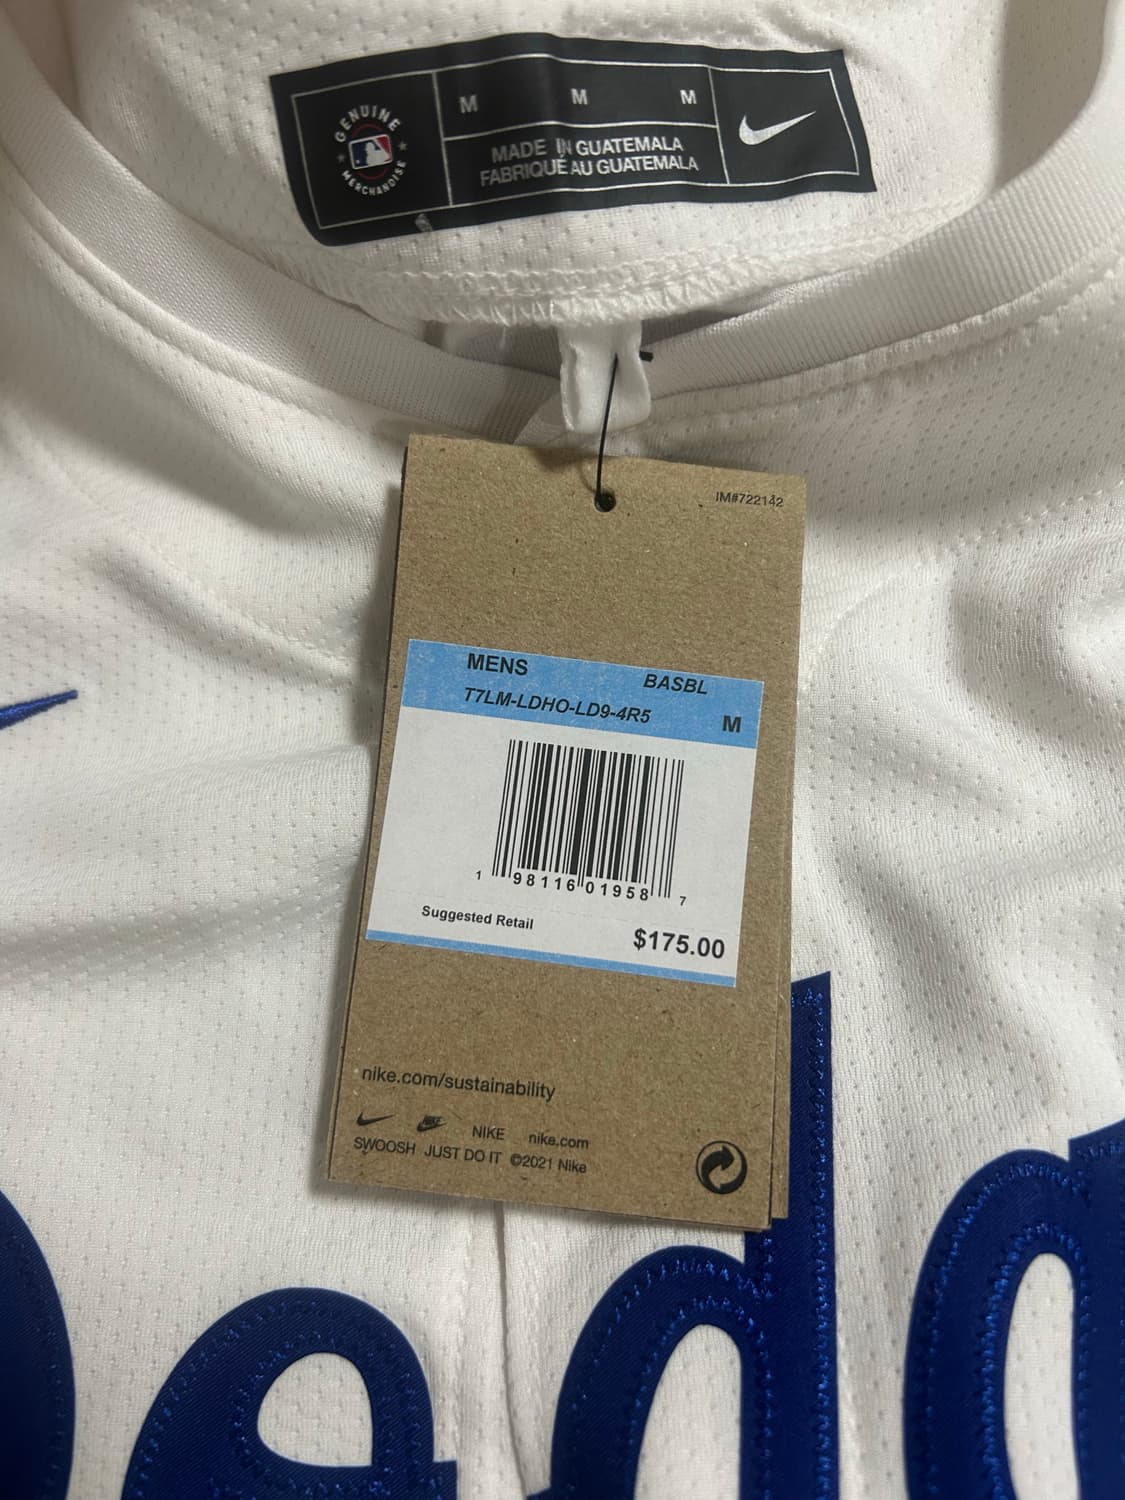 GENUINE
MERCHANDISE
M M M
MADE IN GUATEMALA
FABRIQUÉ AU GUATEMALA
IM#722142
MENS BASBL
T7LM-LDHO-LD9-4R5 M
1 98116 01958 7
Suggested Retail $175.00
nike.com/sustainability
NIKE nike.com
SWOOSH JUST DO IT ©2021 Nike
odg